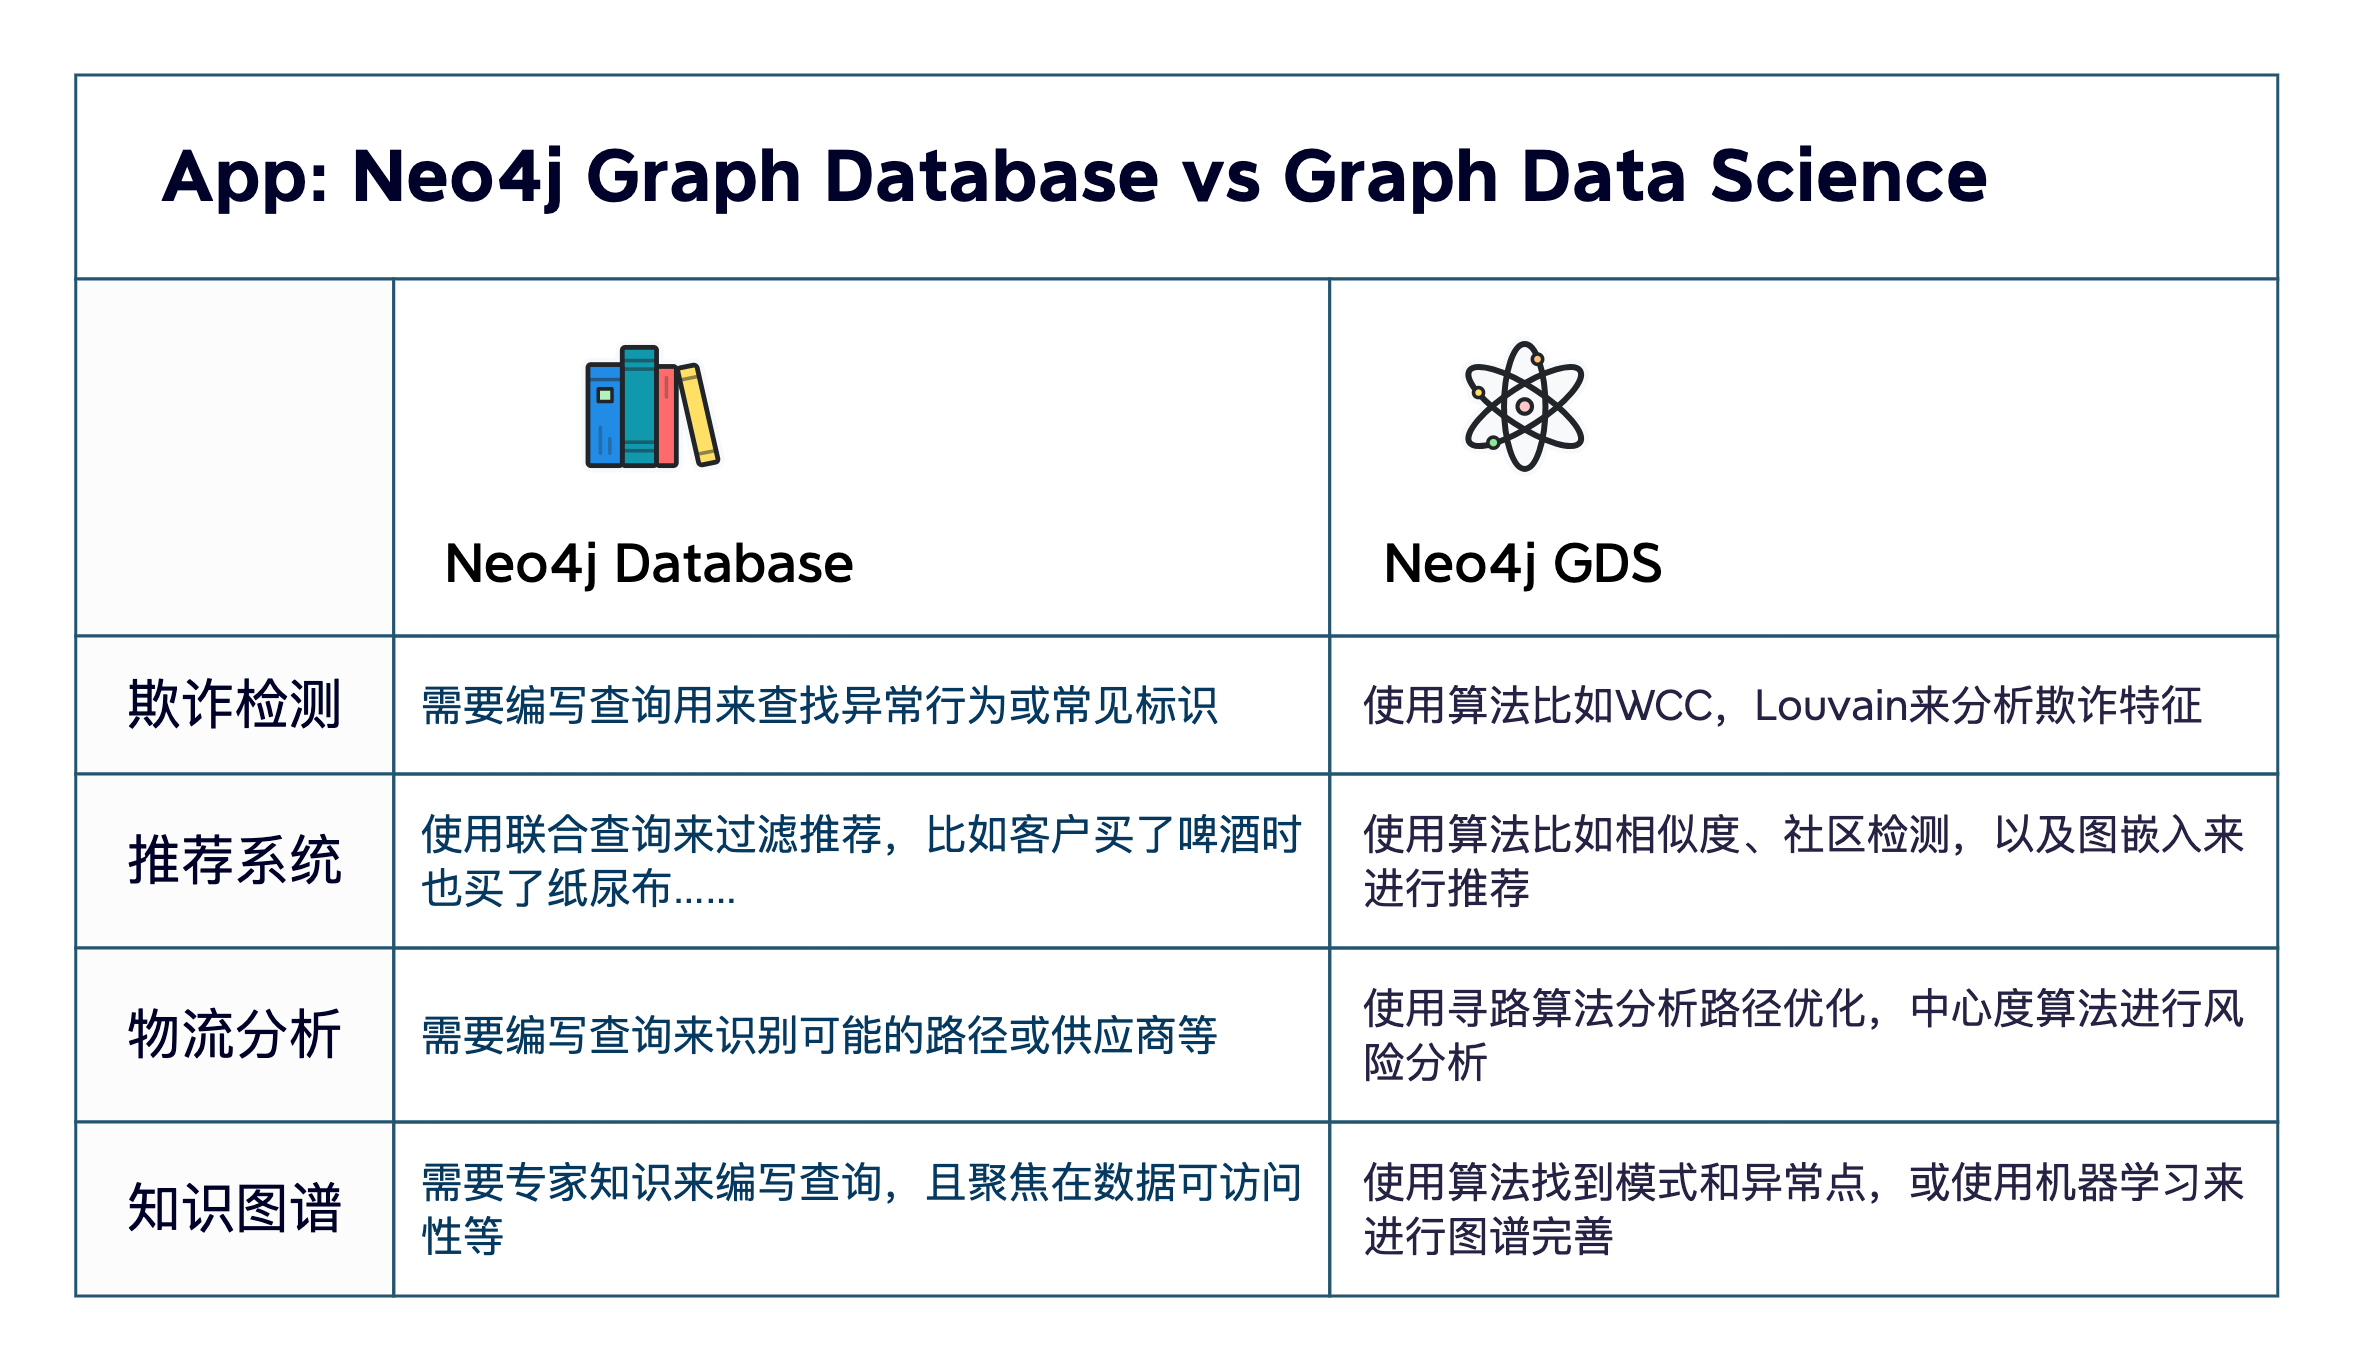 App: Neo4j Graph Database vs Graph Data Science
Neo4j Database
Neo4j GDS
欺诈检测
需要编写查询用来查找异常行为或常见标识
使用算法比如WCC，Louvain来分析欺诈特征
推荐系统
使用联合查询来过滤推荐，比如客户买了啤酒时
也买了纸尿布……
使用算法比如相似度、社区检测，以及图嵌入来
进行推荐
物流分析
需要编写查询来识别可能的路径或供应商等
使用寻路算法分析路径优化，中心度算法进行风
险分析
知识图谱
需要专家知识来编写查询，且聚焦在数据可访问
性等
使用算法找到模式和异常点，或使用机器学习来
进行图谱完善